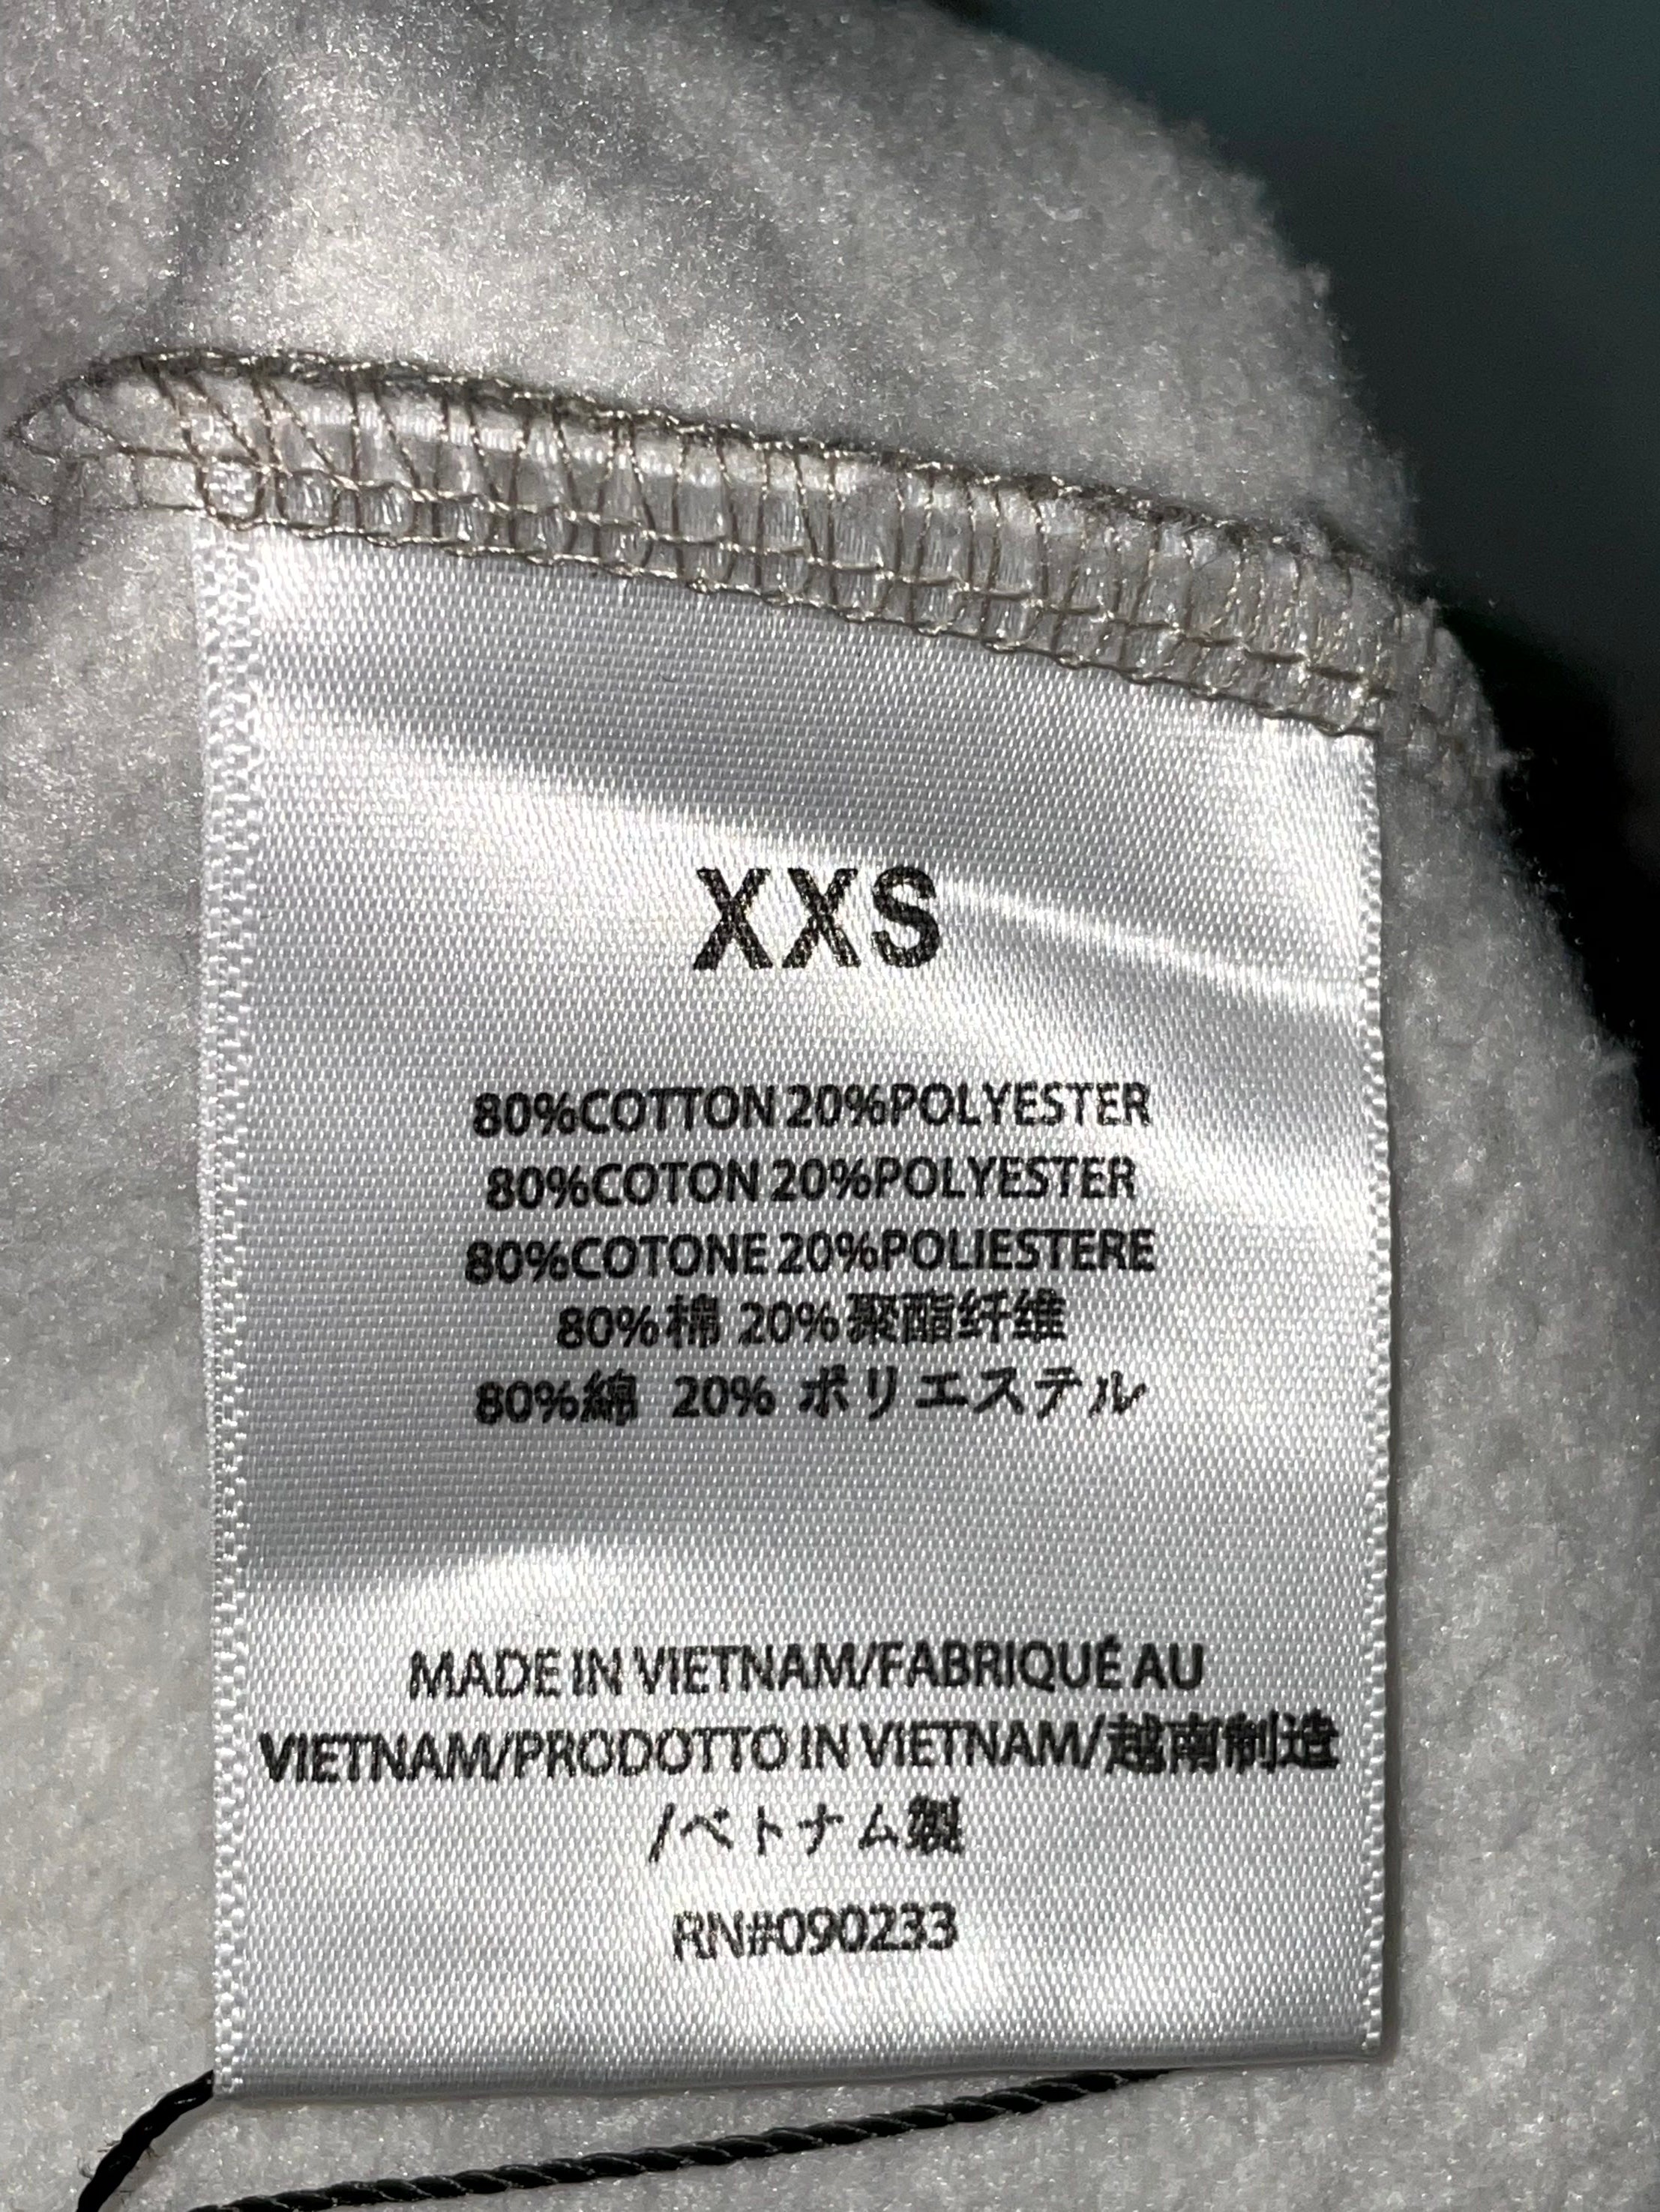 XXS
80%COTTON 20%POLYESTER
80%COTON 20%POLYESTER
80%COTONE 20%POLIESTERE
80%棉 20%聚酯纤维
80%綿 20% ポリエステル
MADE IN VIETNAM/FABRIQUÉ AU
VIETNAM/PRODOTTO IN VIETNAM/越南制造
/ベトナム製
RN#090233